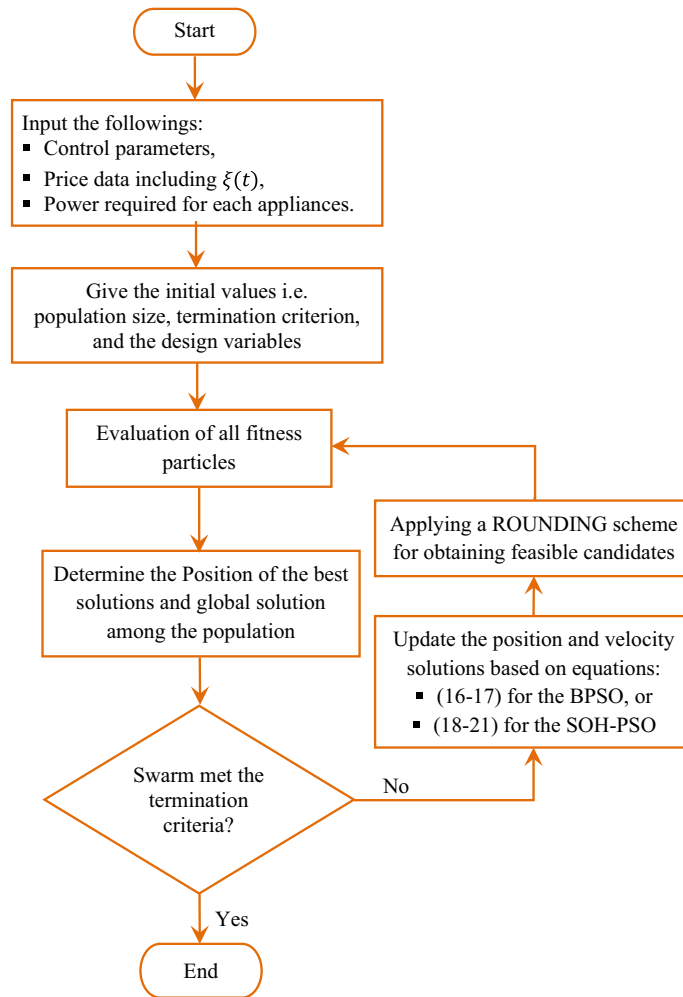 Start
Input the followings:
▪ Control parameters,
▪ Price data including ξ(t),
▪ Power required for each appliances.
Give the initial values i.e.
population size, termination criterion,
and the design variables
Evaluation of all fitness
particles
Determine the Position of the best
solutions and global solution
among the population
Swarm met the
termination
criteria?
No
Update the position and velocity
solutions based on equations:
▪ (16-17) for the BPSO, or
▪ (18-21) for the SOH-PSO
Applying a ROUNDING scheme
for obtaining feasible candidates
Yes
End